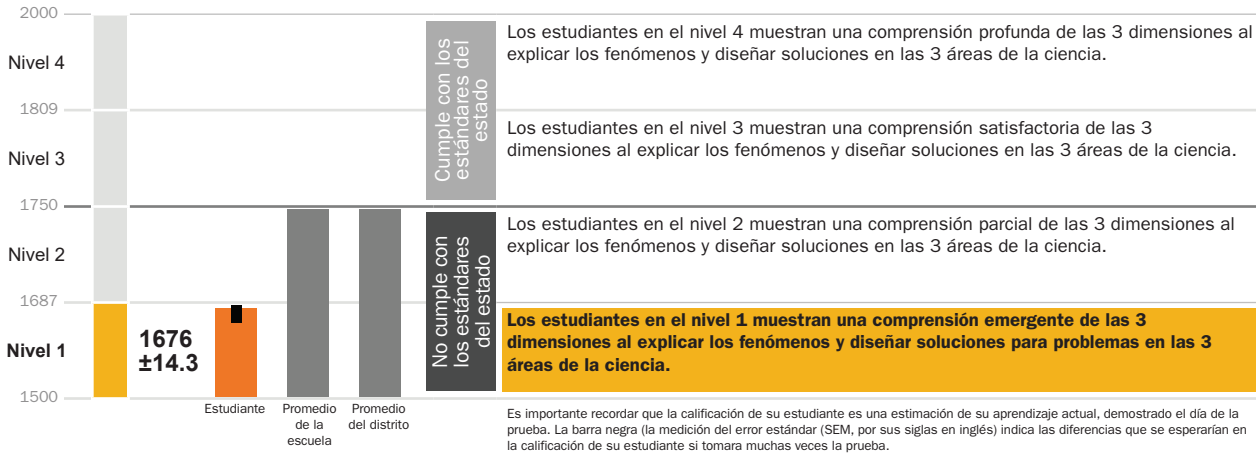 2000
Nivel 4
1809
Nivel 3
1750
Nivel 2
1687
Nivel 1
1500
1676
±14.3
Estudiante
Promedio
de la
escuela
Promedio
del distrito
Cumple con los
estándares del
estado
No cumple con
los estándares
del estado
Los estudiantes en el nivel 4 muestran una comprensión profunda de las 3 dimensiones al
explicar los fenómenos y diseñar soluciones en las 3 áreas de la ciencia.
Los estudiantes en el nivel 3 muestran una comprensión satisfactoria de las 3
dimensiones al explicar los fenómenos y diseñar soluciones en las 3 áreas de la ciencia.
Los estudiantes en el nivel 2 muestran una comprensión parcial de las 3 dimensiones al
explicar los fenómenos y diseñar soluciones en las 3 áreas de la ciencia.
Los estudiantes en el nivel 1 muestran una comprensión emergente de las 3
dimensiones al explicar los fenómenos y diseñar soluciones para problemas en las 3
áreas de la ciencia.
Es importante recordar que la calificación de su estudiante es una estimación de su aprendizaje actual, demostrado el día de la
prueba. La barra negra (la medición del error estándar (SEM, por sus siglas en inglés) indica las diferencias que se esperarían en
la calificación de su estudiante si tomara muchas veces la prueba.